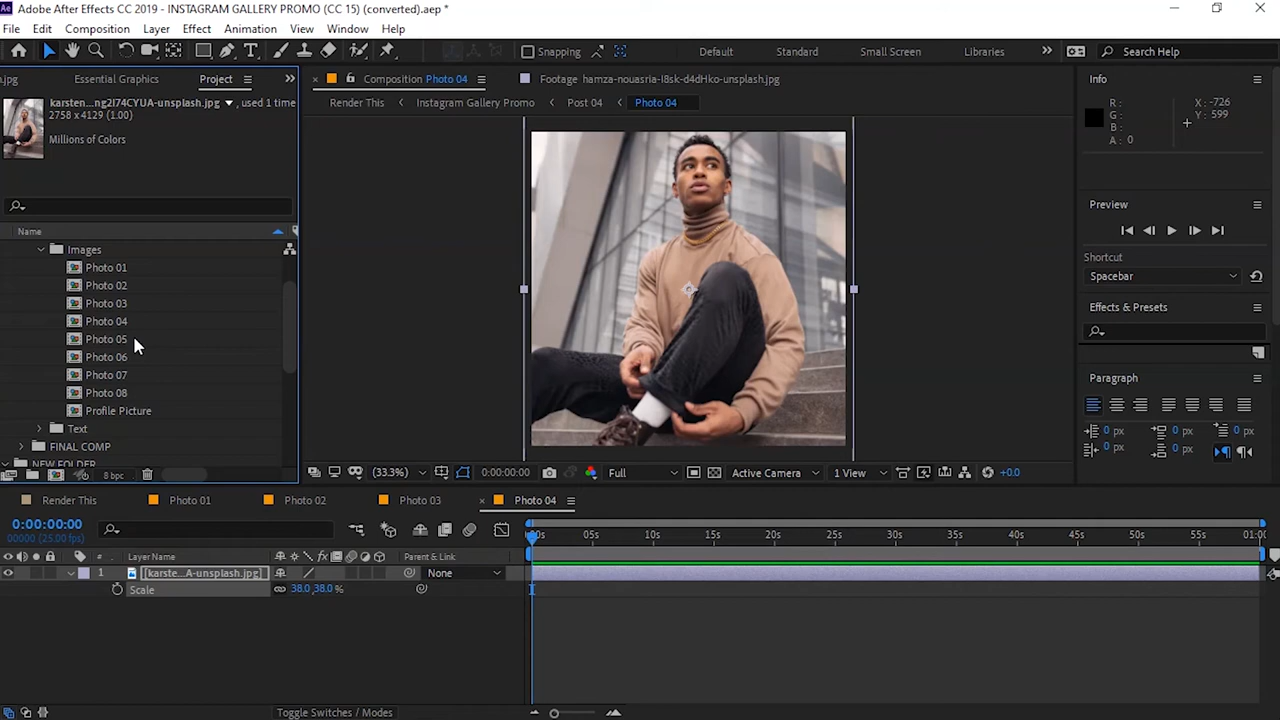 Adobe After Effects CC 2019 - INSTAGRAM GALLERY PROMO (CC 15) (converted).aep *
File Edit Composition Layer Effect Animation View Window Help
Snapping Default Standard Small Screen Libraries Search Help
.jpg Essential Graphics Project Composition Photo 04 Footage hamza-nouasria-I8sk-d4dHko-unsplash.jpg Info
karsten...ng2I74CYUA-unsplash.jpg , used 1 time
2758 x 4129 (1.00)
Millions of Colors
Render This Instagram Gallery Promo Post 04 Photo 04
R :
G :
B :
A : 0
X : -726
Y : 599
Preview
Name
Images
Photo 01
Photo 02
Photo 03
Photo 04
Photo 05
Photo 06
Photo 07
Photo 08
Profile Picture
Text
FINAL COMP
NEW FOLDER
Shortcut
Spacebar
Effects & Presets
Paragraph
0 px 0 px 0 px
0 px 0 px
8 bpc
(33.3%) 0:00:00:00 Full Active Camera 1 View +0.0
Render This Photo 01 Photo 02 Photo 03 Photo 04
0:00:00:00
00000 (25.00 fps)
:00s 05s 10s 15s 20s 25s 30s 35s 40s 45s 50s 55s 01:00
# Layer Name fx Parent & Link
1 [karste...A-unsplash.jpg] None
Scale 38.0,38.0 %
Toggle Switches / Modes